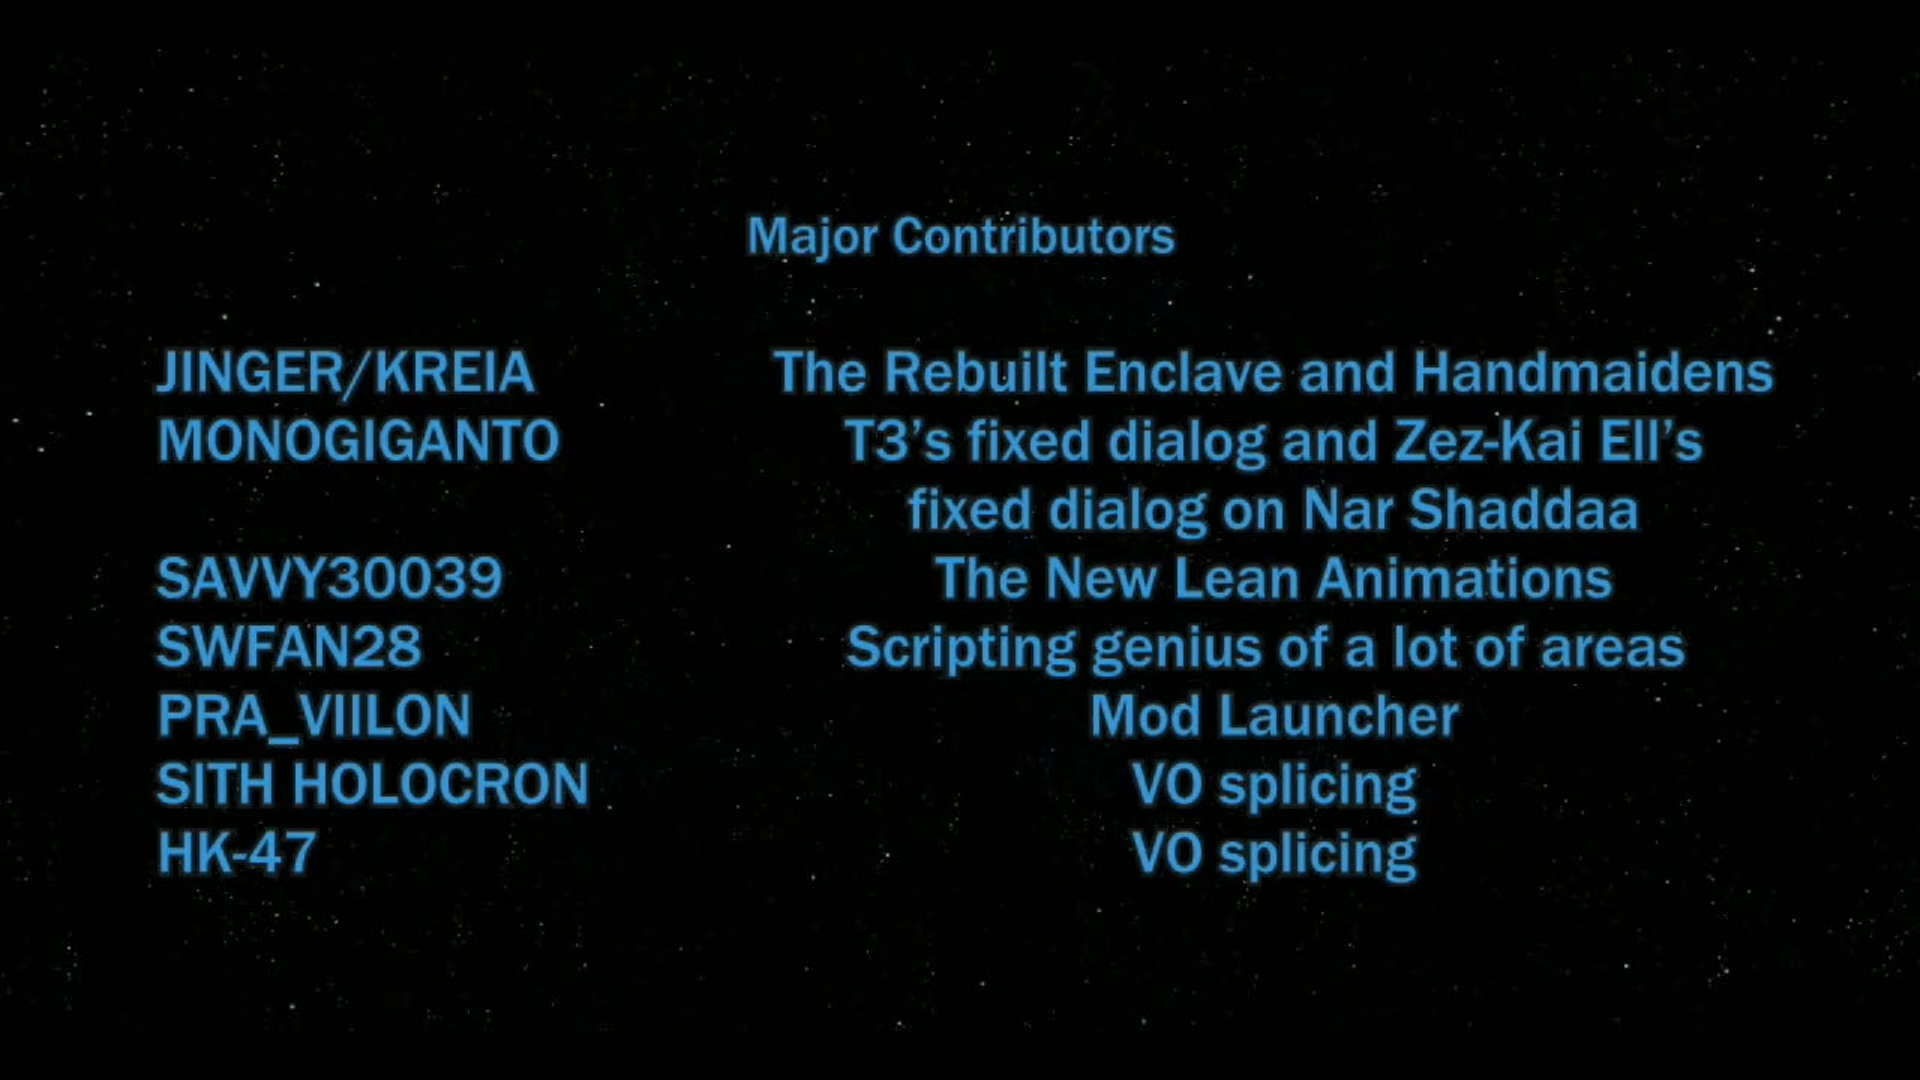 Major Contributors
JINGER/KREIA The Rebuilt Enclave and Handmaidens
MONOGIGANTO T3’s fixed dialog and Zez-Kai Ell’s
fixed dialog on Nar Shaddaa
SAVVY30039 The New Lean Animations
SWFAN28 Scripting genius of a lot of areas
PRA_VIILON Mod Launcher
SITH HOLOCRON VO splicing
HK-47 VO splicing